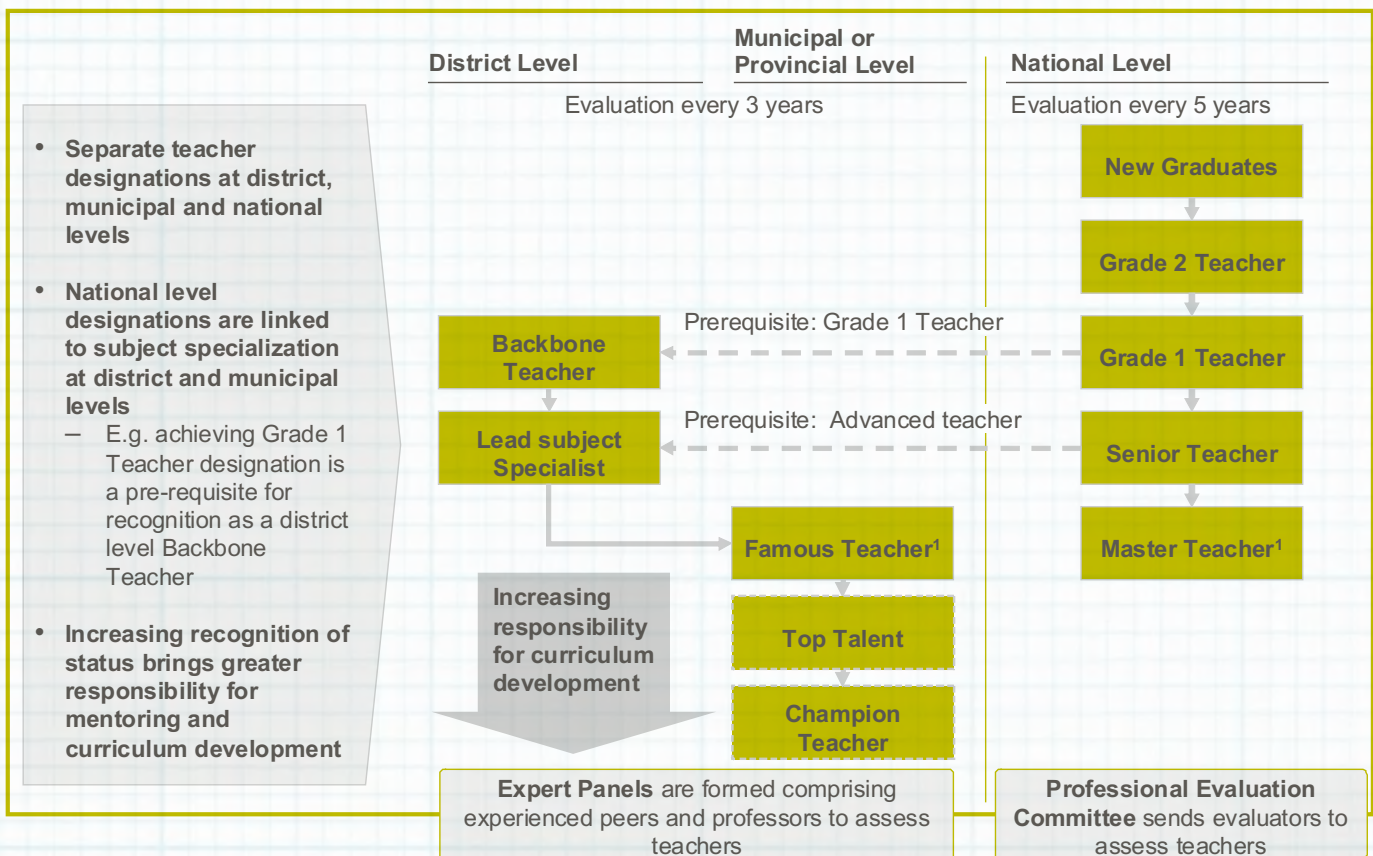 District Level
Municipal or
Provincial Level
National Level
Evaluation every 3 years
Evaluation every 5 years
• Separate teacher
designations at district,
municipal and national
levels
• National level
designations are linked
to subject specialization
at district and municipal
levels
– E.g. achieving Grade 1
Teacher designation is
a pre-requisite for
recognition as a district
level Backbone
Teacher
• Increasing recognition of
status brings greater
responsibility for
mentoring and
curriculum development
New Graduates
Grade 2 Teacher
Backbone
Teacher
Prerequisite: Grade 1 Teacher
Grade 1 Teacher
Lead subject
Specialist
Prerequisite: Advanced teacher
Senior Teacher
Famous Teacher¹
Master Teacher¹
Increasing
responsibility
for curriculum
development
Top Talent
Champion
Teacher
Expert Panels are formed comprising
experienced peers and professors to assess
teachers
Professional Evaluation
Committee sends evaluators to
assess teachers